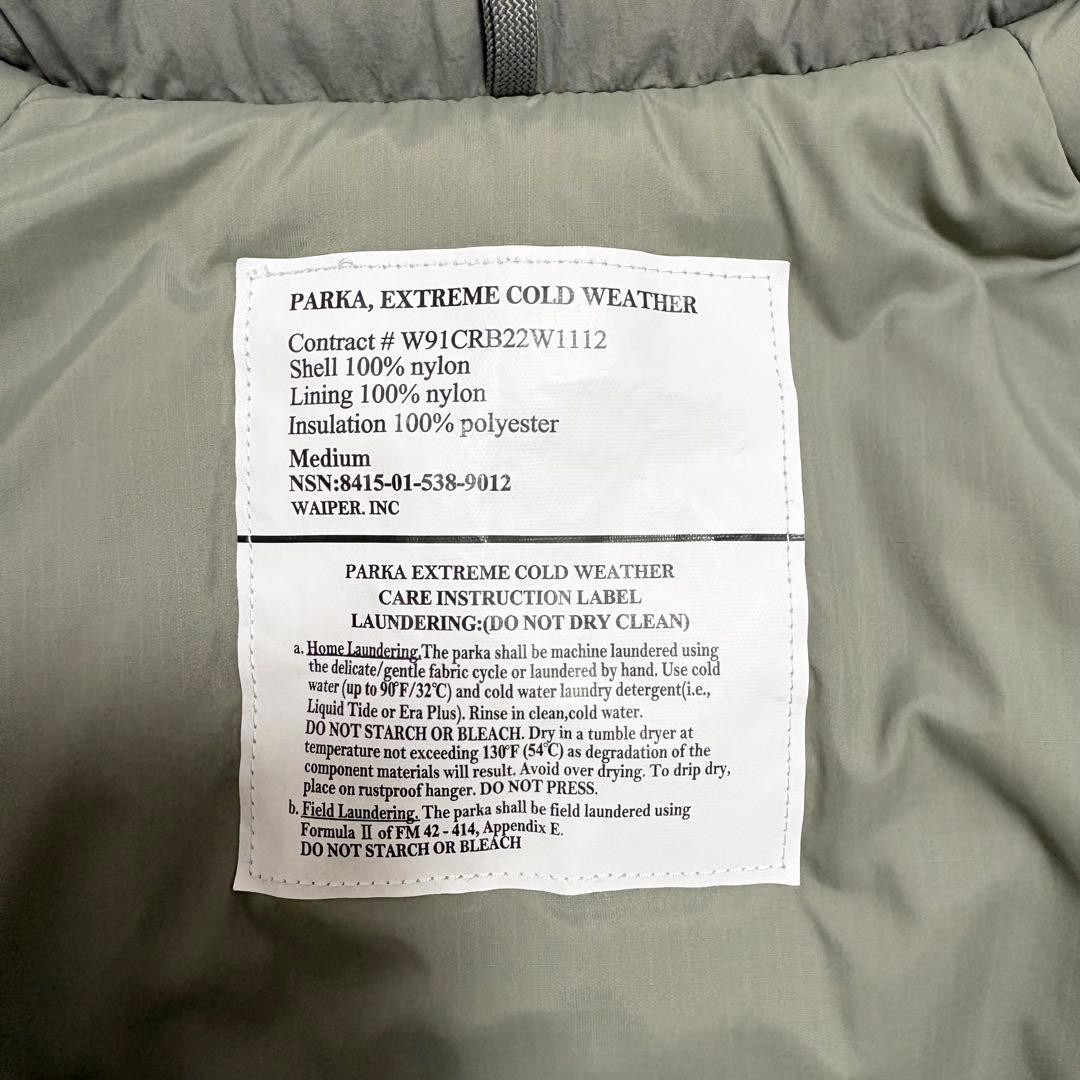 PARKA, EXTREME COLD WEATHER
Contract # W91CRB22W1112
Shell 100% nylon
Lining 100% nylon
Insulation 100% polyester
Medium
NSN:8415-01-538-9012
WAIPER. INC
PARKA EXTREME COLD WEATHER
CARE INSTRUCTION LABEL
LAUNDERING:(DO NOT DRY CLEAN)
a. Home Laundering.The parka shall be machine laundered using
the delicate/gentle fabric cycle or laundered by hand. Use cold
water (up to 90°F/32℃) and cold water laundry detergent(i.e.,
Liquid Tide or Era Plus). Rinse in clean,cold water.
DO NOT STARCH OR BLEACH. Dry in a tumble dryer at
temperature not exceeding 130°F (54℃) as degradation of the
component materials will result. Avoid over drying. To drip dry,
place on rustproof hanger. DO NOT PRESS.
b. Field Laundering. The parka shall be field laundered using
Formula Ⅱ of FM 42 - 414, Appendix E.
DO NOT STARCH OR BLEACH